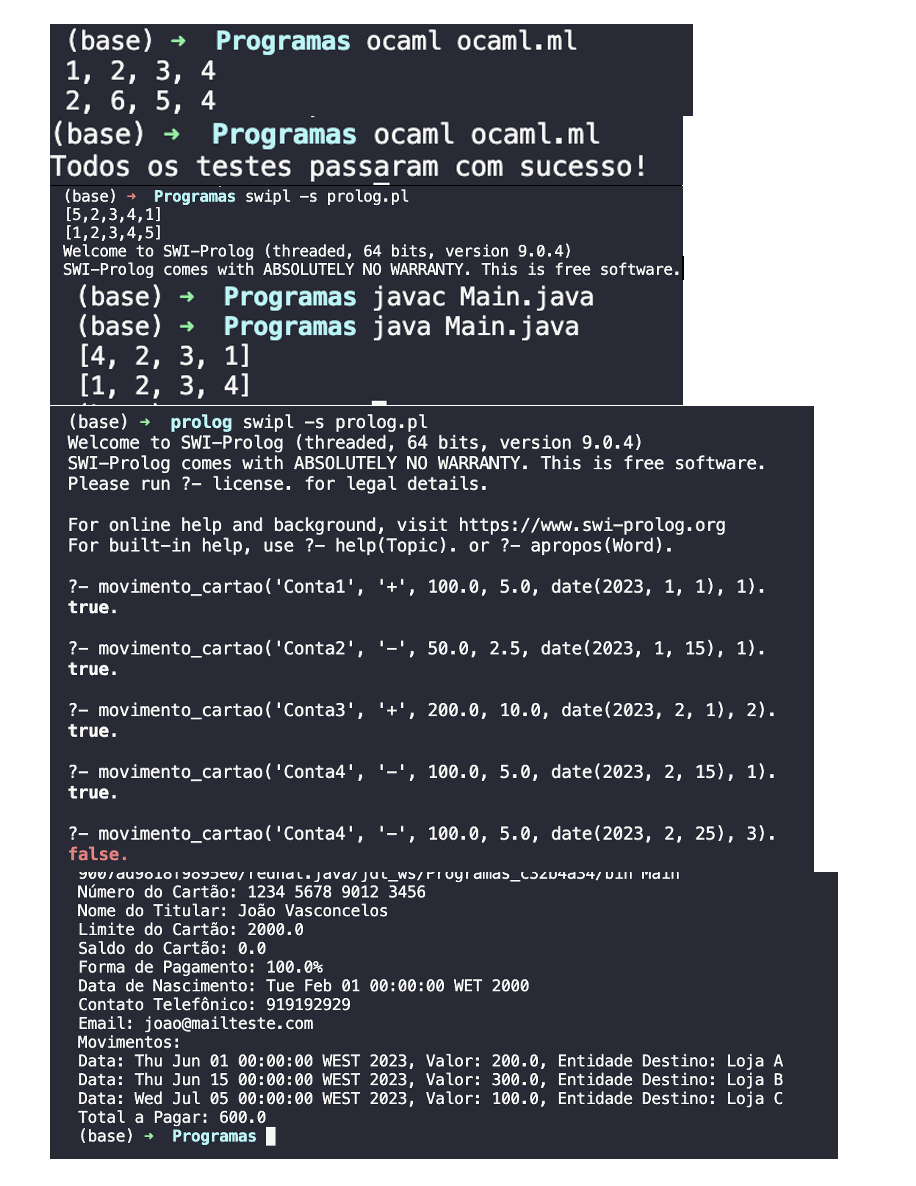 (base) ➜ Programas ocaml ocaml.ml
1, 2, 3, 4
2, 6, 5, 4
(base) ➜ Programas ocaml ocaml.ml
Todos os testes passaram com sucesso!
(base) ➜ Programas swipl -s prolog.pl
[5,2,3,4,1]
[1,2,3,4,5]
Welcome to SWI-Prolog (threaded, 64 bits, version 9.0.4)
SWI-Prolog comes with ABSOLUTELY NO WARRANTY. This is free software.
(base) ➜ Programas javac Main.java
(base) ➜ Programas java Main.java
[4, 2, 3, 1]
[1, 2, 3, 4]
(base) ➜ prolog swipl -s prolog.pl
Welcome to SWI-Prolog (threaded, 64 bits, version 9.0.4)
SWI-Prolog comes with ABSOLUTELY NO WARRANTY. This is free software.
Please run ?- license. for legal details.
For online help and background, visit https://www.swi-prolog.org
For built-in help, use ?- help(Topic). or ?- apropos(Word).
?- movimento_cartao('Conta1', '+', 100.0, 5.0, date(2023, 1, 1), 1).
true.
?- movimento_cartao('Conta2', '-', 50.0, 2.5, date(2023, 1, 15), 1).
true.
?- movimento_cartao('Conta3', '+', 200.0, 10.0, date(2023, 2, 1), 2).
true.
?- movimento_cartao('Conta4', '-', 100.0, 5.0, date(2023, 2, 15), 1).
true.
?- movimento_cartao('Conta4', '-', 100.0, 5.0, date(2023, 2, 25), 3).
false.
Main
Número do Cartão: 1234 5678 9012 3456
Nome do Titular: João Vasconcelos
Limite do Cartão: 2000.0
Saldo do Cartão: 0.0
Forma de Pagamento: 100.0%
Data de Nascimento: Tue Feb 01 00:00:00 WET 2000
Contato Telefônico: 919192929
Email: joao@mailteste.com
Movimentos:
Data: Thu Jun 01 00:00:00 WEST 2023, Valor: 200.0, Entidade Destino: Loja A
Data: Thu Jun 15 00:00:00 WEST 2023, Valor: 300.0, Entidade Destino: Loja B
Data: Wed Jul 05 00:00:00 WEST 2023, Valor: 100.0, Entidade Destino: Loja C
Total a Pagar: 600.0
(base) ➜ Programas